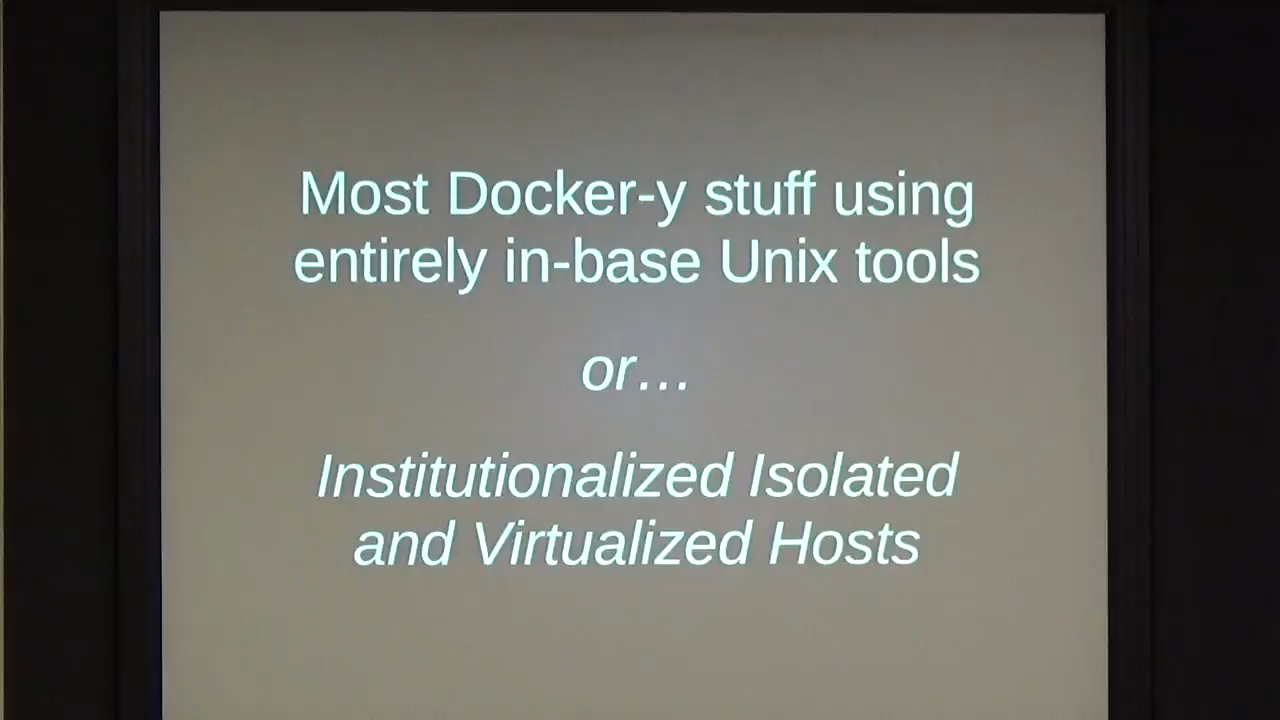 Most Docker-y stuff using
entirely in-base Unix tools
or…
Institutionalized Isolated
and Virtualized Hosts